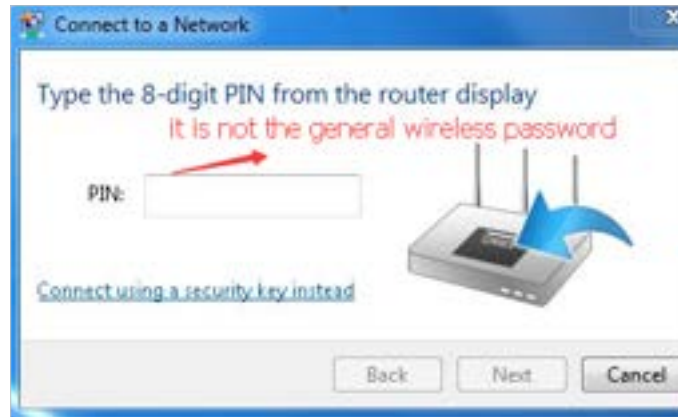 Connect to a Network
Type the 8-digit PIN from the router display
It is not the general wireless password
PIN:
Connect using a security key instead
Back
Next
Cancel